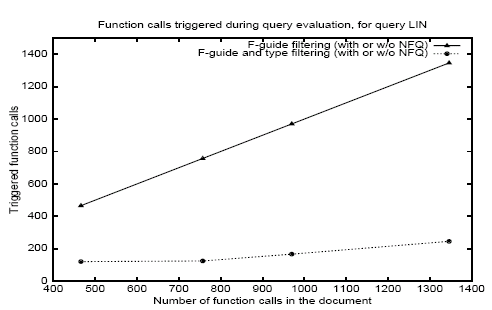 Function calls triggered during query evaluation, for query LIN
F-guide filtering (with or w/o NFQ)
F-guide and type filtering (with or w/o NFQ)
Triggered function calls
1400
1200
1000
800
600
400
200
0
400 500 600 700 800 900 1000 1100 1200 1300 1400
Number of function calls in the document